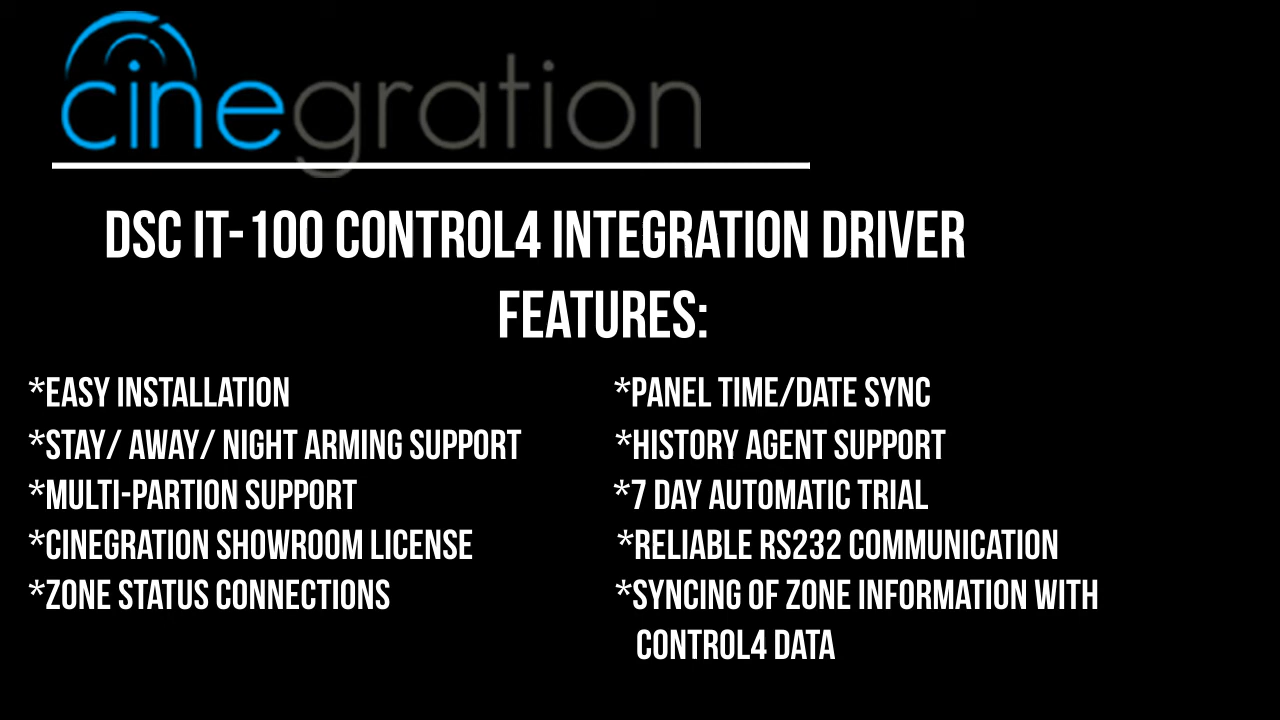 cinegration
DSC IT-100 CONTROL4 INTEGRATION DRIVER
FEATURES:
*EASY INSTALLATION
*STAY/ AWAY/ NIGHT ARMING SUPPORT
*MULTI-PARTION SUPPORT
*CINEGRATION SHOWROOM LICENSE
*ZONE STATUS CONNECTIONS
*PANEL TIME/DATE SYNC
*HISTORY AGENT SUPPORT
*7 DAY AUTOMATIC TRIAL
*RELIABLE RS232 COMMUNICATION
*SYNCING OF ZONE INFORMATION WITH
CONTROL4 DATA